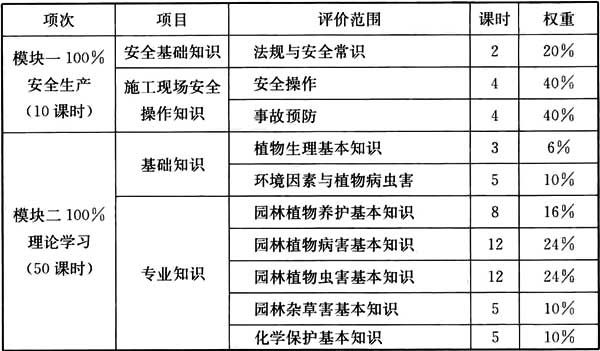 项次 项目 评价范围 课时 权重
模块一 100%
安全生产
(10 课时)
安全基础知识 法规与安全常识 2 20%
施工现场安全
操作知识
安全操作 4 40%
事故预防 4 40%
模块二 100%
理论学习
(50 课时)
基础知识
植物生理基本知识 3 6%
环境因素与植物病虫害 5 10%
专业知识
园林植物养护基本知识 8 16%
园林植物病害基本知识 12 24%
园林植物虫害基本知识 12 24%
园林杂草害基本知识 5 10%
化学保护基本知识 5 10%